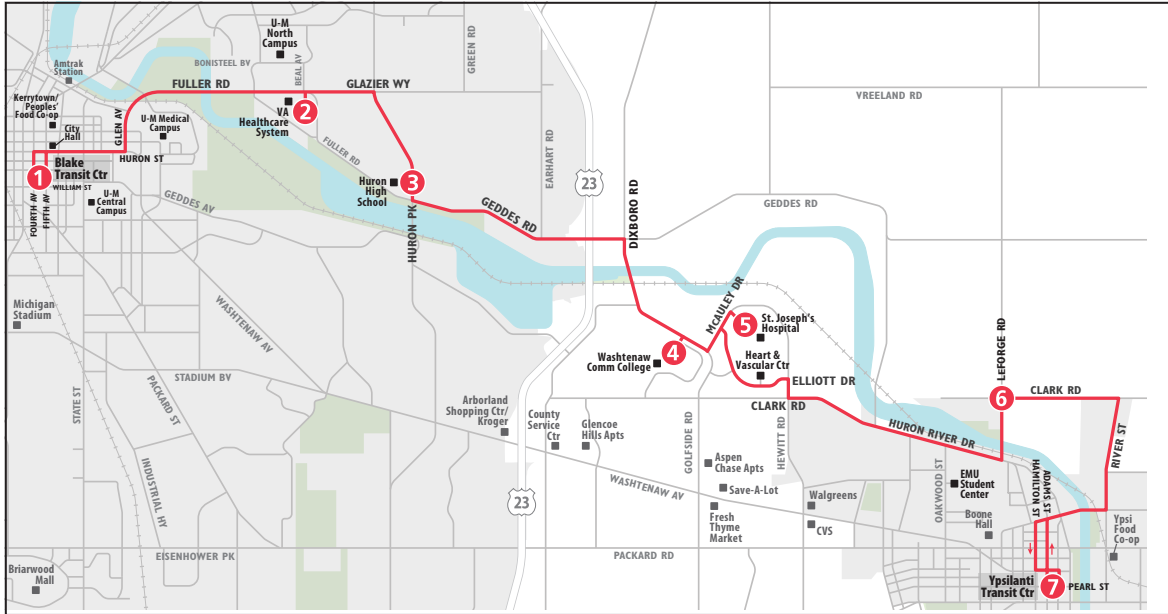 U-M
North
Campus
GREEN RD
BONISTEEL BV
BEAL AV
Amtrak
Station
FULLER RD
GLAZIER WY
VREELAND RD
Kerrytown/
Peoples'
Food Co-op
GLEN AV
U-M Medical
Campus
VA
Healthcare
System
2
City
Hall
FULLER RD
EARHART RD
HURON ST
1
Blake
Transit Ctr
WILLIAM ST
FOURTH AV
FIFTH AV
U-M
Central
Campus
GEDDES AV
Huron
High
School
3
23
DIXBORO RD
GEDDES RD
GEDDES RD
HURON PK
Michigan
Stadium
WASHTENAW AV
MCAULEY DR
5
St. Joseph's
Hospital
4
Washtenaw
Comm College
Heart &
Vascular Ctr
LEFORGE RD
STADIUM BV
PACKARD ST
STATE ST
ELLIOTT DR
CLARK RD
6
CLARK RD
Arborland
Shopping Ctr/
Kroger
County
Service
Ctr
Glencoe
Hills Apts
GOLFSIDE RD
HEWITT RD
HURON RIVER DR
RIVER ST
INDUSTRIAL HY
Aspen
Chase Apts
Save-A-Lot
WASHTENAW AV
23
Fresh
Thyme
Market
Walgreens
CVS
OAKWOOD ST
EMU
Student
Center
HAMILTON ST
ADAMS ST
Boone
Hall
Ypsi
Food
Co-op
EISENHOWER PK
PACKARD RD
Briarwood
Mall
Ypsilanti
Transit Ctr
7
PEARL ST